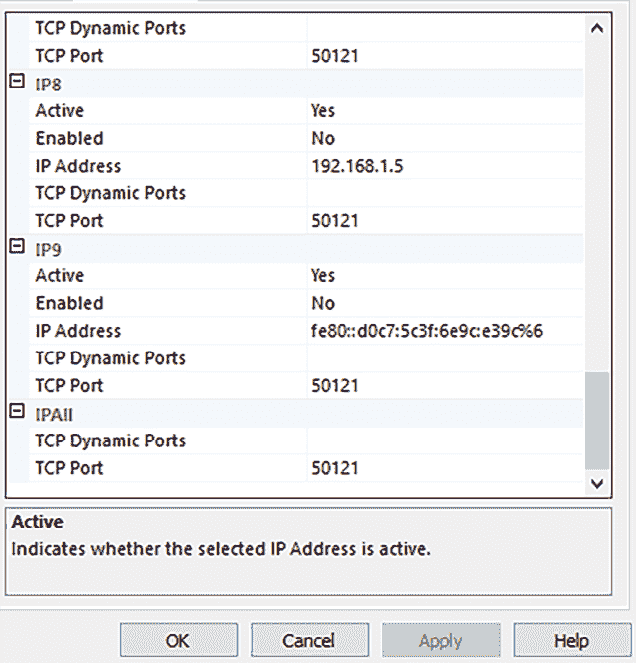 TCP Dynamic Ports
TCP Port 50121
IP8
Active Yes
Enabled No
IP Address 192.168.1.5
TCP Dynamic Ports
TCP Port 50121
IP9
Active Yes
Enabled No
IP Address fe80::d0c7:5c3f:6e9c:e39c%6
TCP Dynamic Ports
TCP Port 50121
IPAll
TCP Dynamic Ports
TCP Port 50121
Active
Indicates whether the selected IP Address is active.
OK Cancel Apply Help